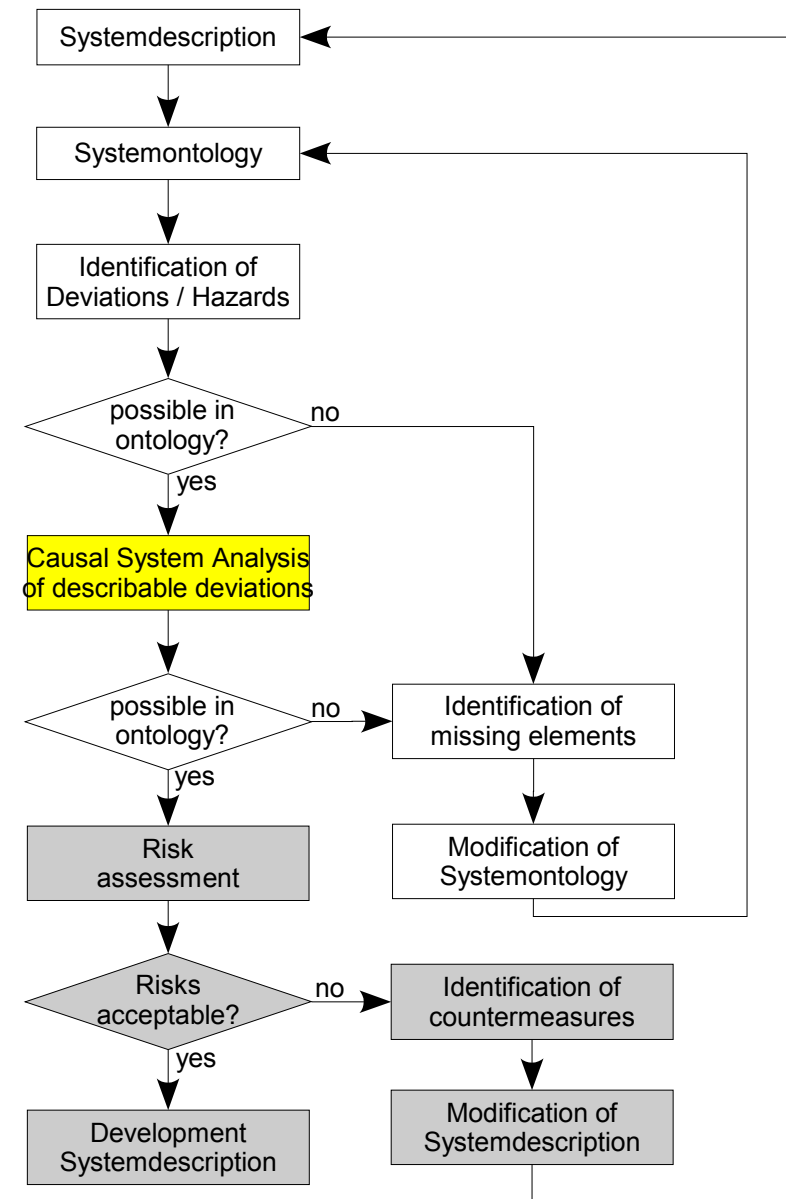 Systemdescription
Systemontology
Identification of
Deviations / Hazards
possible in
ontology?
no
yes
Causal System Analysis
of describable deviations
possible in
ontology?
no
yes
Identification of
missing elements
Modification of
Systemontology
Risk
assessment
Risks
acceptable?
no
yes
Identification of
countermeasures
Modification of
Systemdescription
Development
Systemdescription